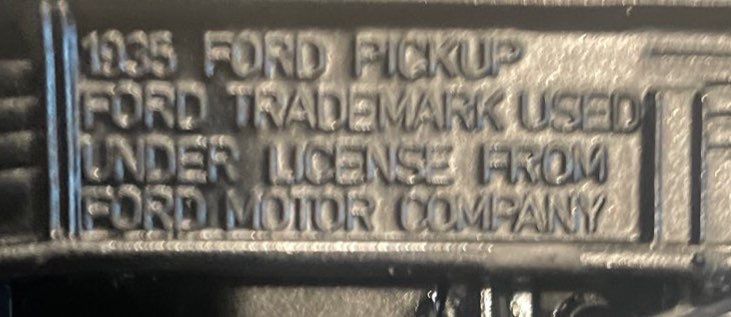 1935 FORD PICKUP
FORD TRADEMARK USED
UNDER LICENSE FROM
FORD MOTOR COMPANY